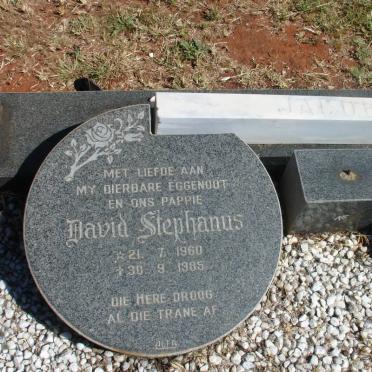 MET LIEFDE AAN
MY DIERBARE EGGENOOT
EN ONS PAPPIE
David Stephanus
☆ 21. 7. 1960
✝ 30. 9. 1985
DIE HERE DROOG
AL DIE TRANE AF